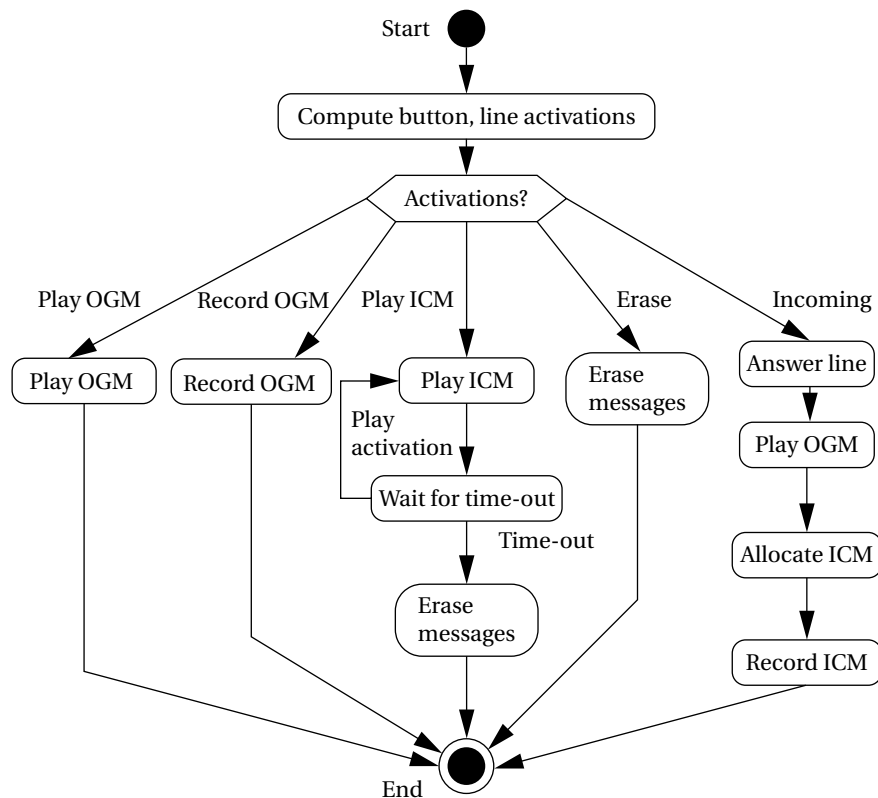 Start
Compute button, line activations
Activations?
Play OGM
Record OGM
Play ICM
Erase
Incoming
Play OGM
Record OGM
Play ICM
Erase
messages
Answer line
Play
activation
Play OGM
Wait for time-out
Time-out
Allocate ICM
Erase
messages
Record ICM
End